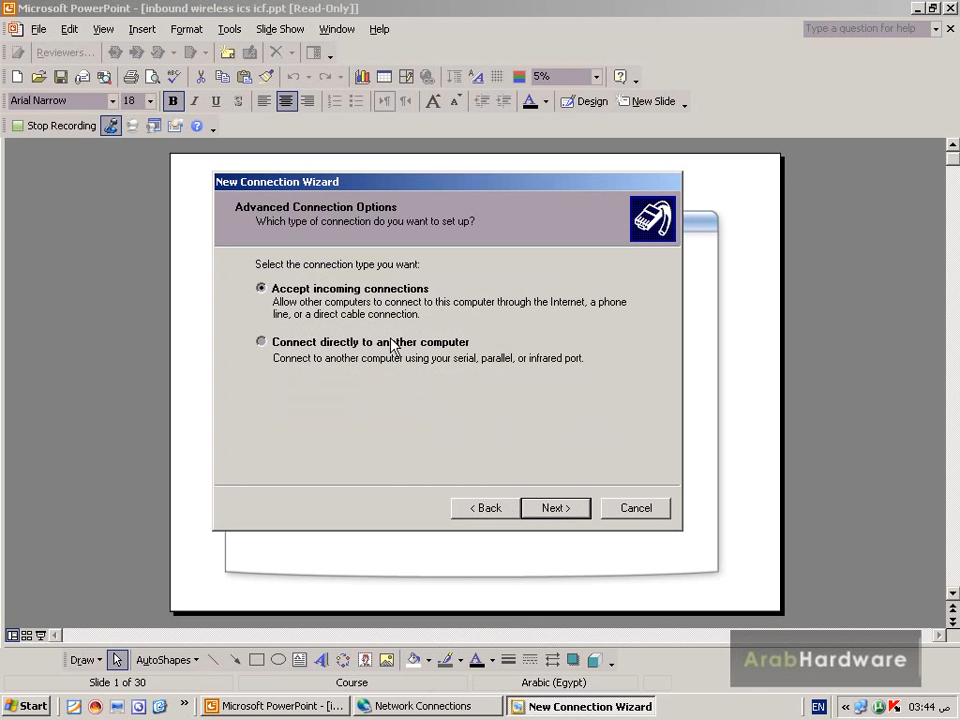 Microsoft PowerPoint - [inbound wireless ics icf.ppt [Read-Only]]
File Edit View Insert Format Tools Slide Show Window Help Type a question for help
Reviewers...
5%
Arial Narrow 18 B I U S A A A Design New Slide
Stop Recording
New Connection Wizard
Advanced Connection Options
Which type of connection do you want to set up?
Select the connection type you want:
Accept incoming connections
Allow other computers to connect to this computer through the Internet, a phone
line, or a direct cable connection.
Connect directly to another computer
Connect to another computer using your serial, parallel, or infrared port.
< Back Next > Cancel
Draw AutoShapes
ArabHardware
Slide 1 of 30 Course Arabic (Egypt)
Start Microsoft PowerPoint - [i... Network Connections New Connection Wizard EN 03:44 ص